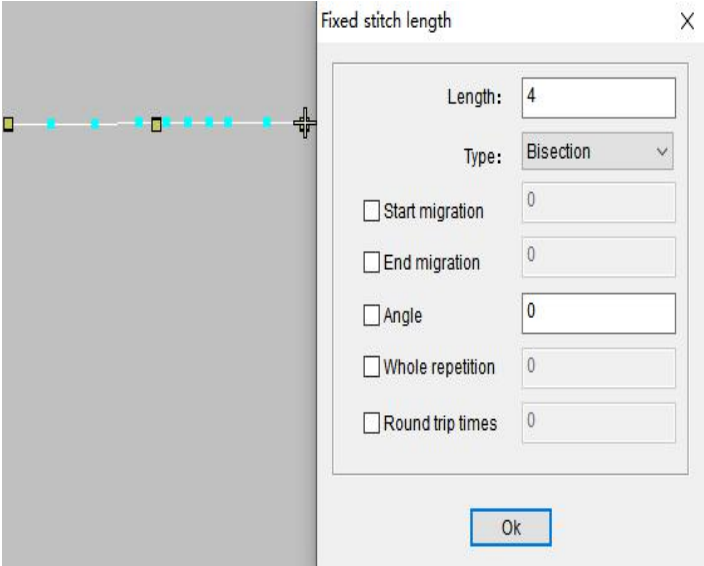 Fixed stitch length
Length: 4
Type: Bisection
Start migration 0
End migration 0
Angle 0
Whole repetition 0
Round trip times 0
Ok